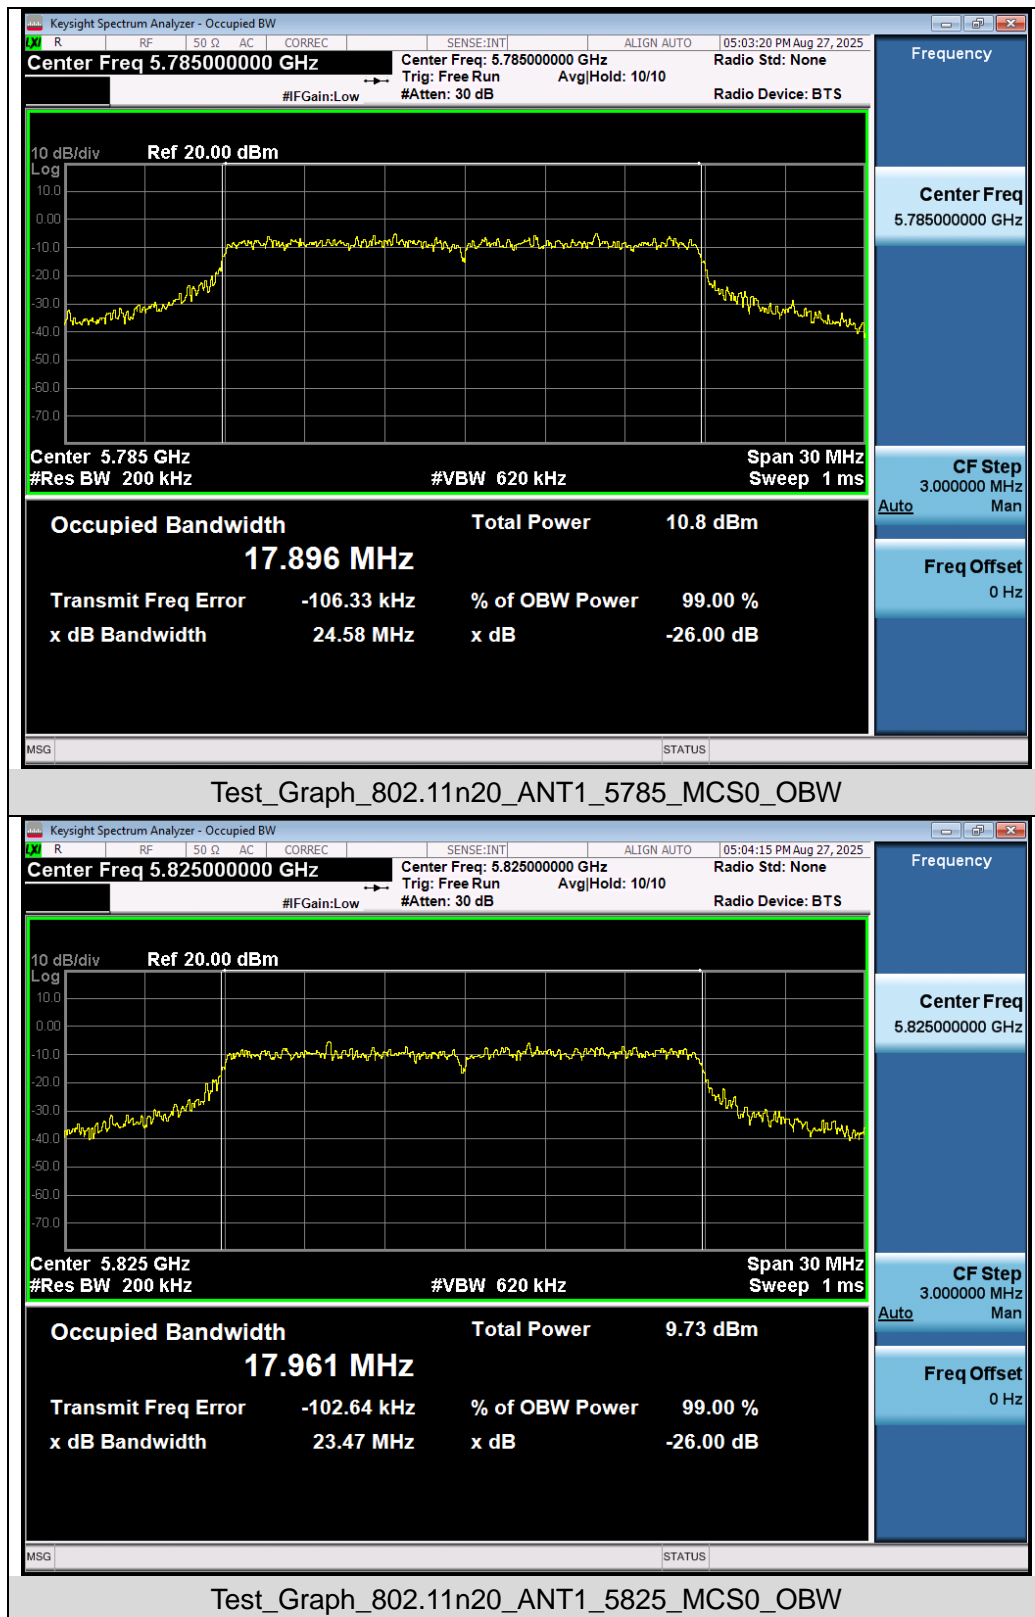 Keysight Spectrum Analyzer - Occupied BW
LXI R RF 50 Ω AC CORREC SENSE:INT ALIGN AUTO 05:03:20 PM Aug 27, 2025
Center Freq 5.785000000 GHz Center Freq: 5.785000000 GHz Radio Std: None
Trig: Free Run Avg|Hold: 10/10
#IFGain:Low #Atten: 30 dB Radio Device: BTS
10 dB/div Ref 20.00 dBm
Log
10.0
0.00
-10.0
-20.0
-30.0
-40.0
-50.0
-60.0
-70.0
Center 5.785 GHz Span 30 MHz
#Res BW 200 kHz #VBW 620 kHz Sweep 1 ms
Occupied Bandwidth Total Power 10.8 dBm
17.896 MHz
Transmit Freq Error -106.33 kHz % of OBW Power 99.00 %
x dB Bandwidth 24.58 MHz x dB -26.00 dB
MSG STATUS
Frequency
Center Freq
5.785000000 GHz
CF Step
3.000000 MHz
Auto Man
Freq Offset
0 Hz
Test_Graph_802.11n20_ANT1_5785_MCS0_OBW
Keysight Spectrum Analyzer - Occupied BW
LXI R RF 50 Ω AC CORREC SENSE:INT ALIGN AUTO 05:04:15 PM Aug 27, 2025
Center Freq 5.825000000 GHz Center Freq: 5.825000000 GHz Radio Std: None
Trig: Free Run Avg|Hold: 10/10
#IFGain:Low #Atten: 30 dB Radio Device: BTS
10 dB/div Ref 20.00 dBm
Log
10.0
0.00
-10.0
-20.0
-30.0
-40.0
-50.0
-60.0
-70.0
Center 5.825 GHz Span 30 MHz
#Res BW 200 kHz #VBW 620 kHz Sweep 1 ms
Occupied Bandwidth Total Power 9.73 dBm
17.961 MHz
Transmit Freq Error -102.64 kHz % of OBW Power 99.00 %
x dB Bandwidth 23.47 MHz x dB -26.00 dB
MSG STATUS
Frequency
Center Freq
5.825000000 GHz
CF Step
3.000000 MHz
Auto Man
Freq Offset
0 Hz
Test_Graph_802.11n20_ANT1_5825_MCS0_OBW